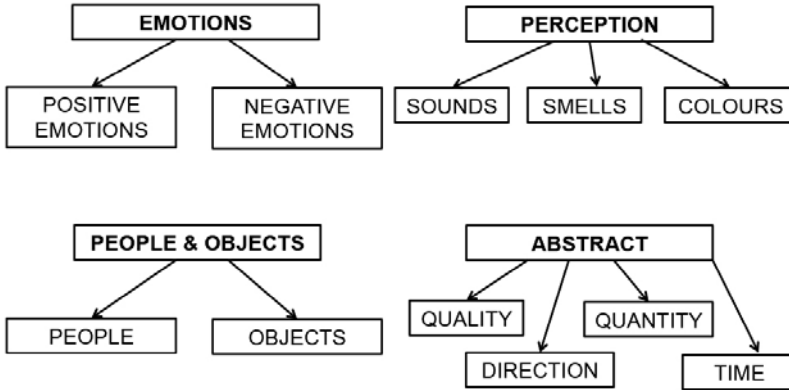 EMOTIONS
POSITIVE
EMOTIONS
NEGATIVE
EMOTIONS
PERCEPTION
SOUNDS
SMELLS
COLOURS
PEOPLE & OBJECTS
PEOPLE
OBJECTS
ABSTRACT
QUALITY
QUANTITY
DIRECTION
TIME